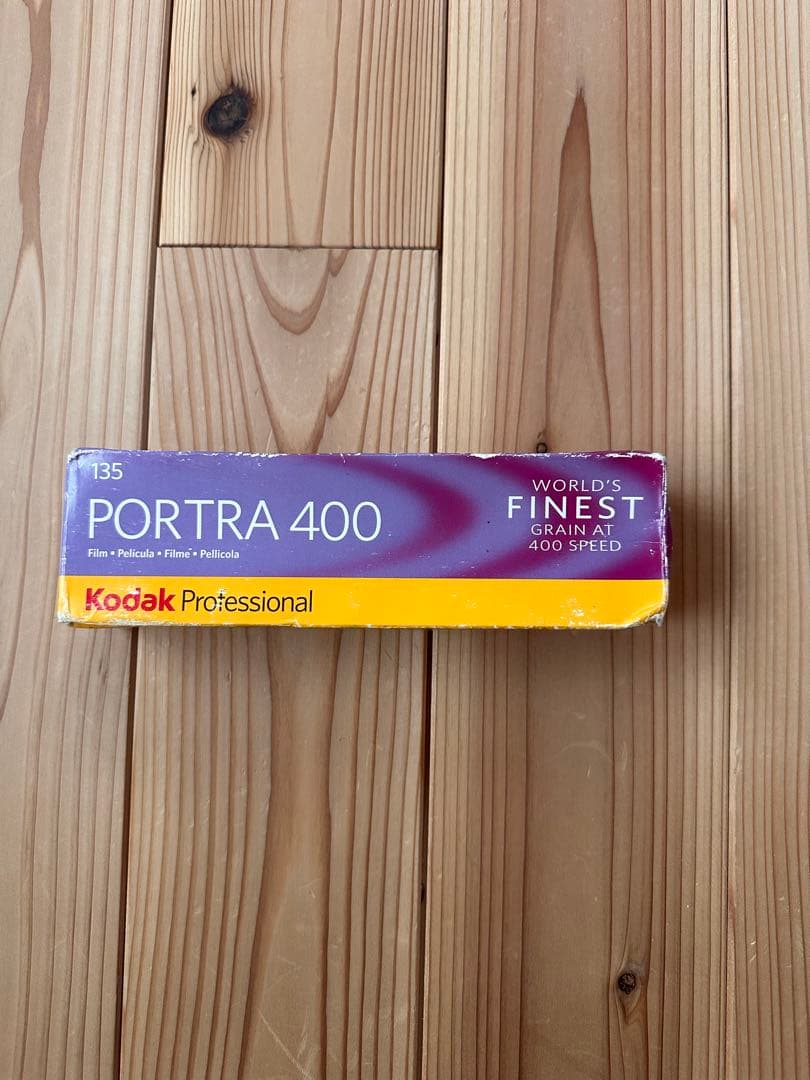 135
PORTRA 400
Film • Película • Filme • Pellicola
Kodak Professional
WORLD'S
FINEST
GRAIN AT
400 SPEED